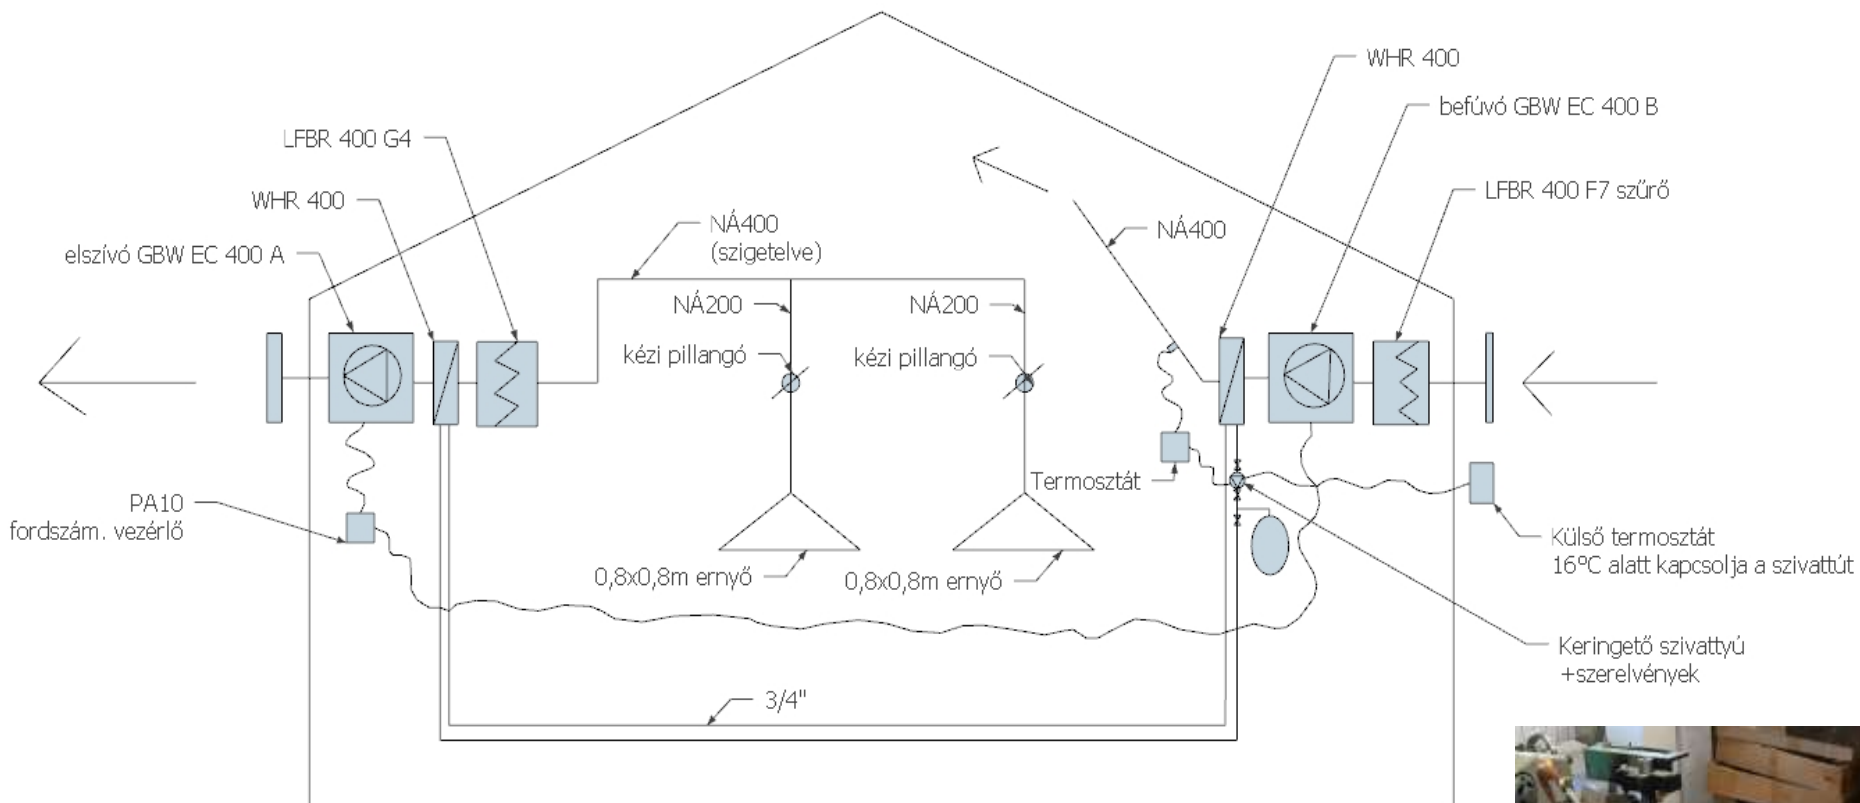 WHR 400
befúvó GBW EC 400 B
LFBR 400 G4
LFBR 400 F7 szűrő
WHR 400
NÁ400
(szigetelve)
NÁ400
elszívó GBW EC 400 A
NÁ200
NÁ200
kézi pillangó
kézi pillangó
Termosztát
PA10
fordszám. vezérlő
Külső termosztát
16ºC alatt kapcsolja a szivattút
0,8x0,8m ernyő
0,8x0,8m ernyő
Keringető szivattyú
+szerelvények
3/4"